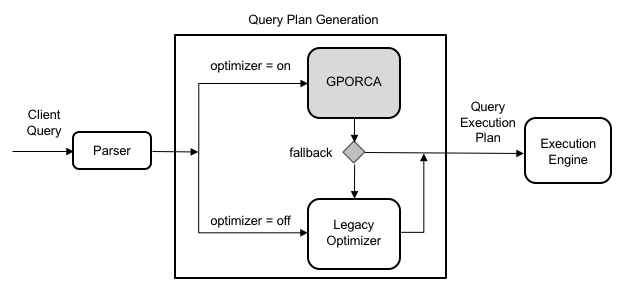 Query Plan Generation
optimizer = on
GPORCA
Client
Query
Parser
fallback
Query
Execution
Plan
Execution
Engine
optimizer = off
Legacy
Optimizer